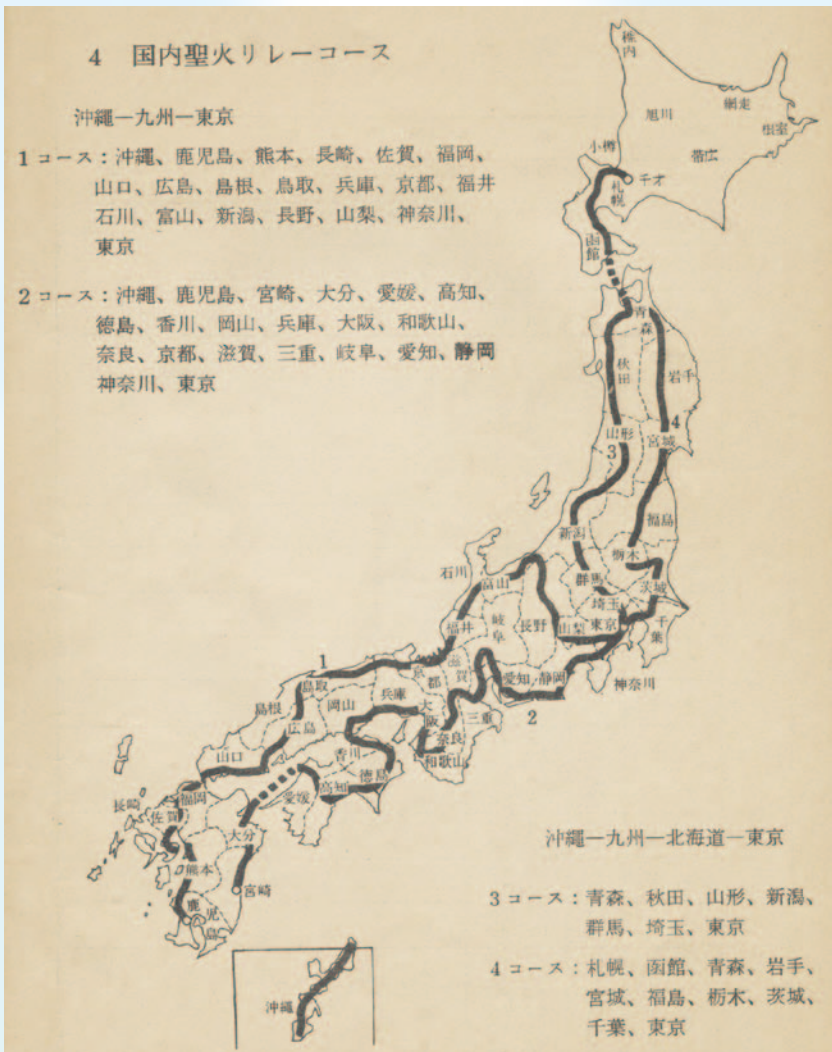 4 国内聖火リレーコース
沖縄―九州―東京
1コース：沖縄、鹿児島、熊本、長崎、佐賀、福岡、
山口、広島、島根、鳥取、兵庫、京都、福井
石川、富山、新潟、長野、山梨、神奈川、
東京
2コース：沖縄、鹿児島、宮崎、大分、愛媛、高知、
徳島、香川、岡山、兵庫、大阪、和歌山、
奈良、京都、滋賀、三重、岐阜、愛知、静岡
神奈川、東京
稚内
網走
旭川
根室
小樽
帯広
千才
札幌
函館
青森
秋田
岩手
山形
3
宮城
4
福島
新潟
栃木
石川
富山
群馬
茨城
埼玉
福井
岐阜
長野
山梨
東京
千葉
神奈川
1
京都
滋賀
愛知
静岡
2
鳥取
兵庫
島根
岡山
大阪
三重
広島
奈良
山口
香川
和歌山
徳島
福岡
愛媛
高知
長崎
佐賀
大分
熊本
宮崎
鹿児島
沖縄
沖縄―九州―北海道―東京
3コース：青森、秋田、山形、新潟、
群馬、埼玉、東京
4コース：札幌、函館、青森、岩手、
宮城、福島、栃木、茨城、
千葉、東京